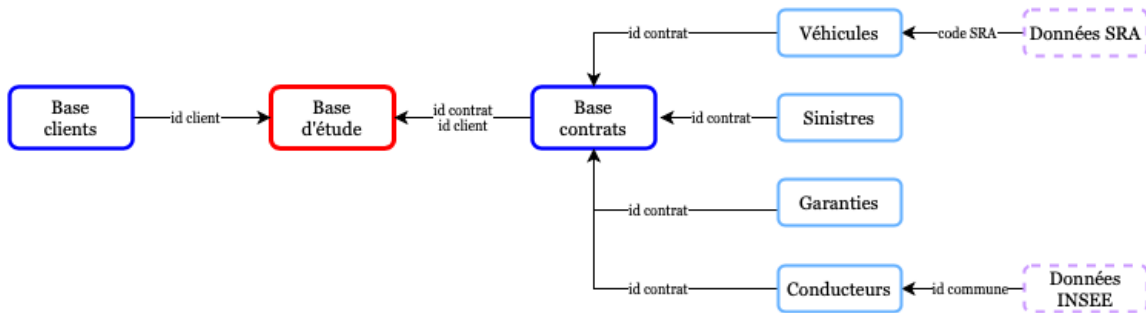 id contrat
Véhicules
code SRA
Données SRA
Base
clients
id client
Base
d'étude
id contrat
id client
Base
contrats
id contrat
Sinistres
id contrat
Garanties
id contrat
Conducteurs
id commune
Données
INSEE